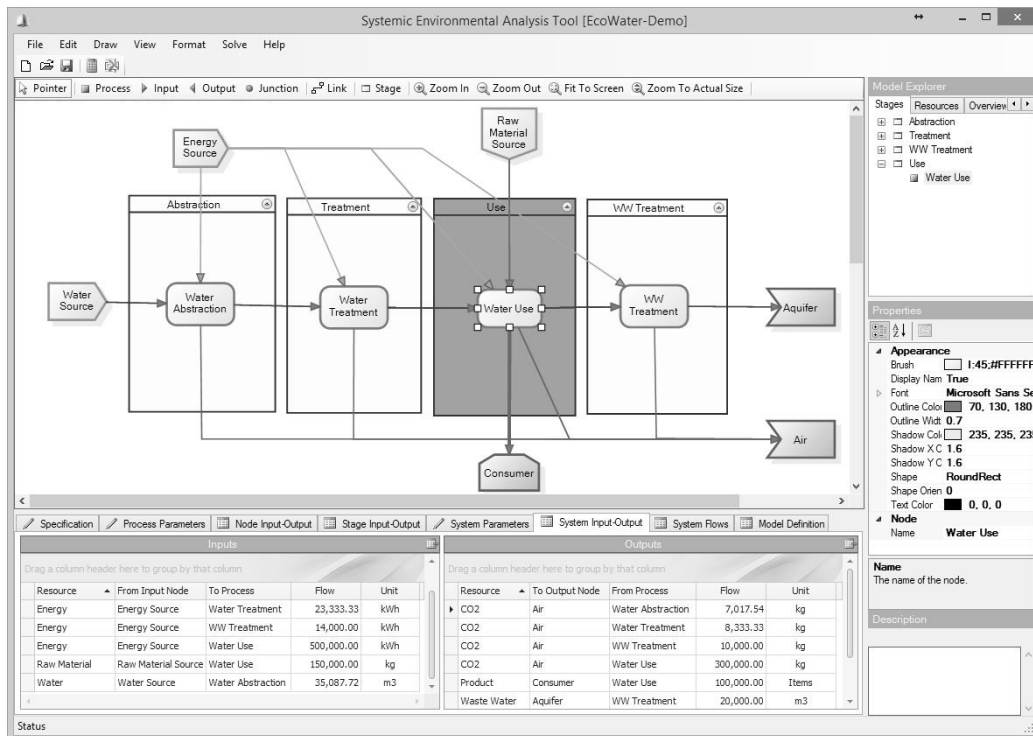 Systemic Environmental Analysis Tool [EcoWater-Demo]
File Edit Draw View Format Solve Help
Pointer Process Input Output Junction Link Stage Zoom In Zoom Out Fit To Screen Zoom To Actual Size
Energy Source
Raw Material Source
Abstraction
Treatment
Use
WW Treatment
Water Source
Water Abstraction
Water Treatment
Water Use
WW Treatment
Aquifer
Air
Consumer
Model Explorer
Stages Resources Overview
Abstraction
Treatment
WW Treatment
Use
Water Use
Properties
Appearance
Brush I:45;#FFFFFF
Display Nam True
Font Microsoft Sans Se
Outline Color 70, 130, 180
Outline Widt 0.7
Shadow Col 235, 235, 235
Shadow X C 1.6
Shadow Y C 1.6
Shape RoundRect
Shape Orien 0
Text Color 0, 0, 0
Node
Name Water Use
Name
The name of the node.
Description
Specification Process Parameters Node Input-Output Stage Input-Output System Parameters System Input-Output System Flows Model Definition
Inputs
Drag a column header here to group by that column
Resource From Input Node To Process Flow Unit
Energy Energy Source Water Treatment 23,333.33 kWh
Energy Energy Source WW Treatment 14,000.00 kWh
Energy Energy Source Water Use 500,000.00 kWh
Raw Material Raw Material Source Water Use 150,000.00 kg
Water Water Source Water Abstraction 35,087.72 m3
Outputs
Drag a column header here to group by that column
Resource To Output Node From Process Flow Unit
CO2 Air Water Abstraction 7,017.54 kg
CO2 Air Water Treatment 8,333.33 kg
CO2 Air WW Treatment 10,000.00 kg
CO2 Air Water Use 300,000.00 kg
Product Consumer Water Use 100,000.00 Items
Waste Water Aquifer WW Treatment 20,000.00 m3
Status